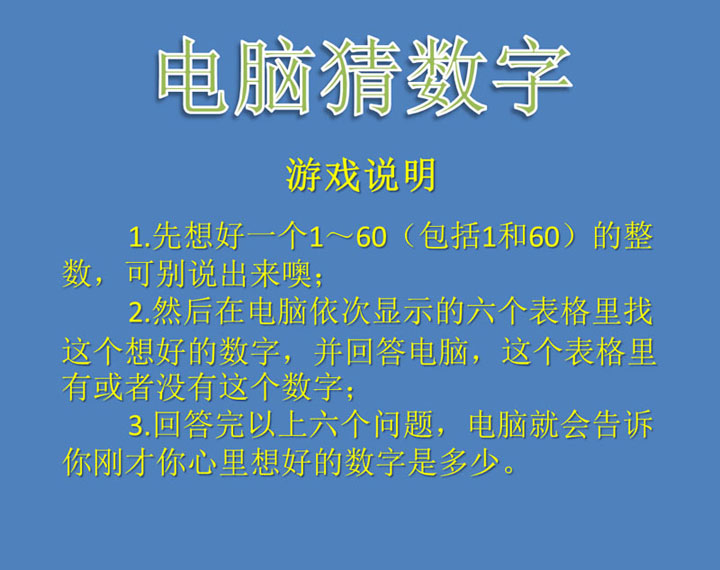 电脑猜数字
游戏说明
1.先想好一个1～60（包括1和60）的整
数，可别说出来噢；
2.然后在电脑依次显示的六个表格里找
这个想好的数字，并回答电脑，这个表格里
有或者没有这个数字；
3.回答完以上六个问题，电脑就会告诉
你刚才你心里想好的数字是多少。